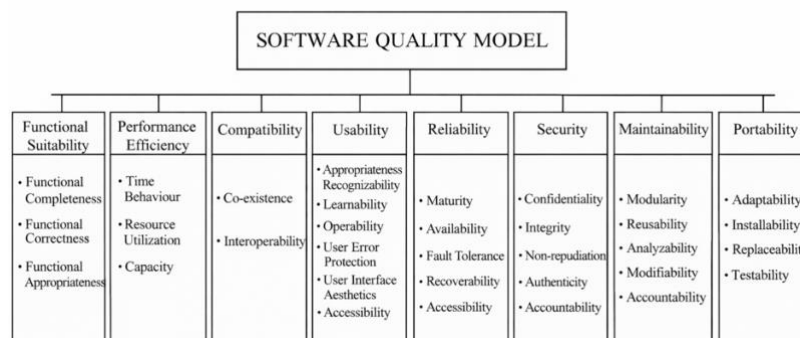 SOFTWARE QUALITY MODEL
Functional
Suitability
• Functional
Completeness
• Functional
Correctness
• Functional
Appropriateness
Performance
Efficiency
• Time
Behaviour
• Resource
Utilization
• Capacity
Compatibility
• Co-existence
• Interoperability
Usability
• Appropriateness
Recognizability
• Learnability
• Operability
• User Error
Protection
• User Interface
Aesthetics
• Accessibility
Reliability
• Maturity
• Availability
• Fault Tolerance
• Recoverability
• Accessibility
Security
• Confidentiality
• Integrity
• Non-repudiation
• Authenticity
• Accountability
Maintainability
• Modularity
• Reusability
• Analyzability
• Modifiability
• Accountability
Portability
• Adaptability
• Installability
• Replaceabilit
• Testability